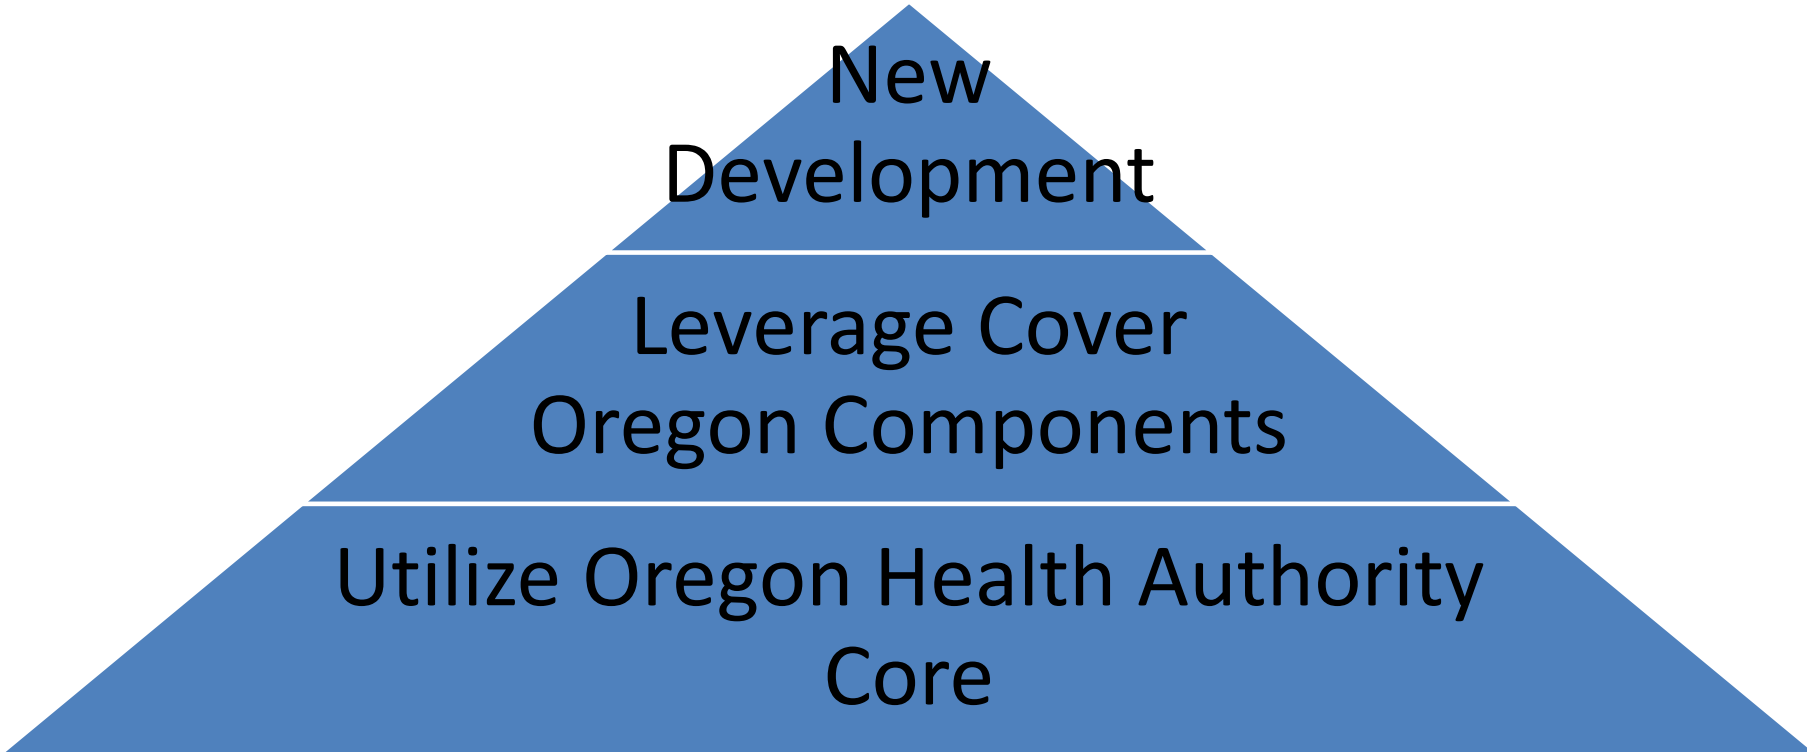 New
Development
Leverage Cover
Oregon Components
Utilize Oregon Health Authority
Core